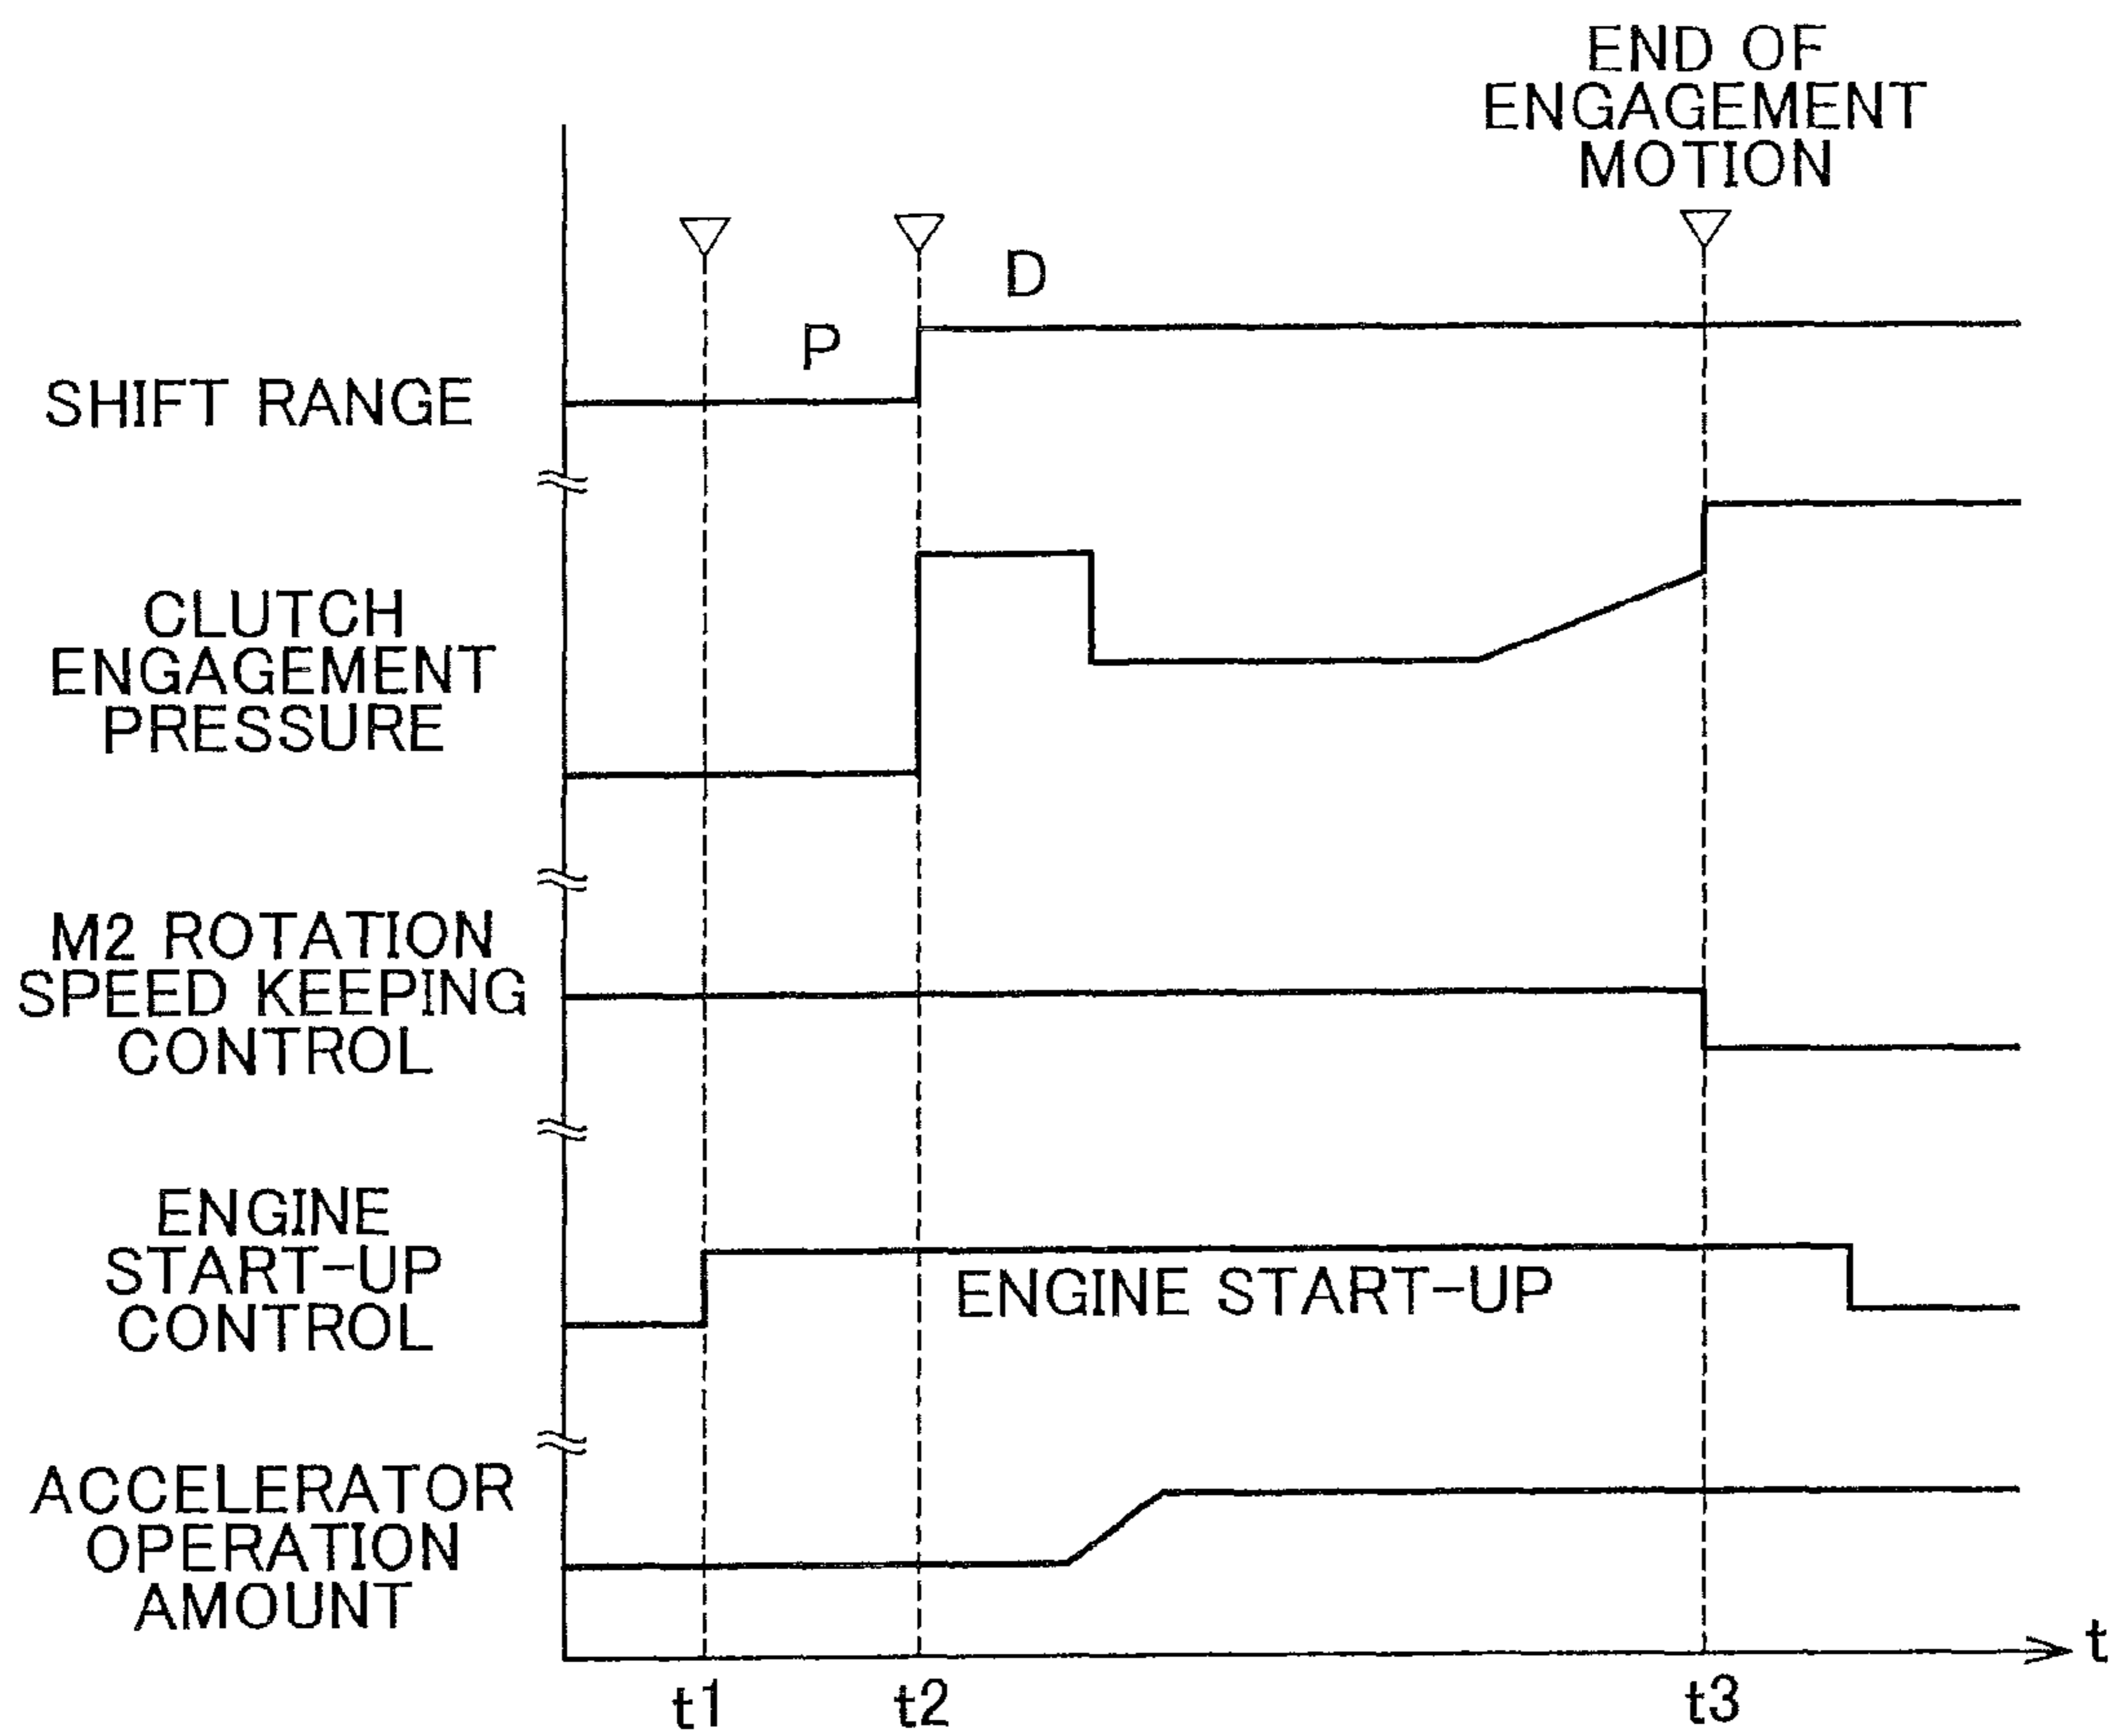 END OF
ENGAGEMENT
MOTION
D
P
SHIFT RANGE
CLUTCH
ENGAGEMENT
PRESSURE
M2 ROTATION
SPEED KEEPING
CONTROL
ENGINE
START-UP
CONTROL
ENGINE START-UP
ACCELERATOR
OPERATION
AMOUNT
t
t1
t2
t3